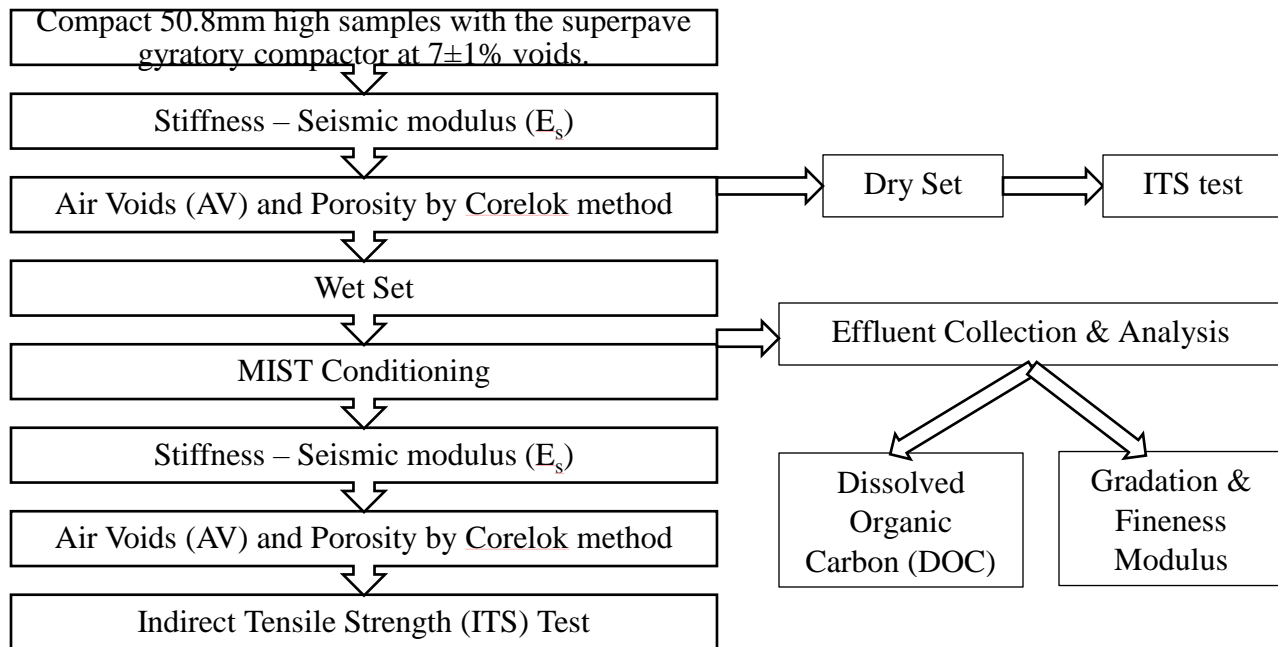 Compact 50.8mm high samples with the superpave
gyratory compactor at 7±1% voids.
Stiffness – Seismic modulus (Es)
Air Voids (AV) and Porosity by Corelok method
Dry Set
ITS test
Wet Set
MIST Conditioning
Effluent Collection & Analysis
Stiffness – Seismic modulus (Es)
Air Voids (AV) and Porosity by Corelok method
Indirect Tensile Strength (ITS) Test
Dissolved
Organic
Carbon (DOC)
Gradation &
Fineness
Modulus